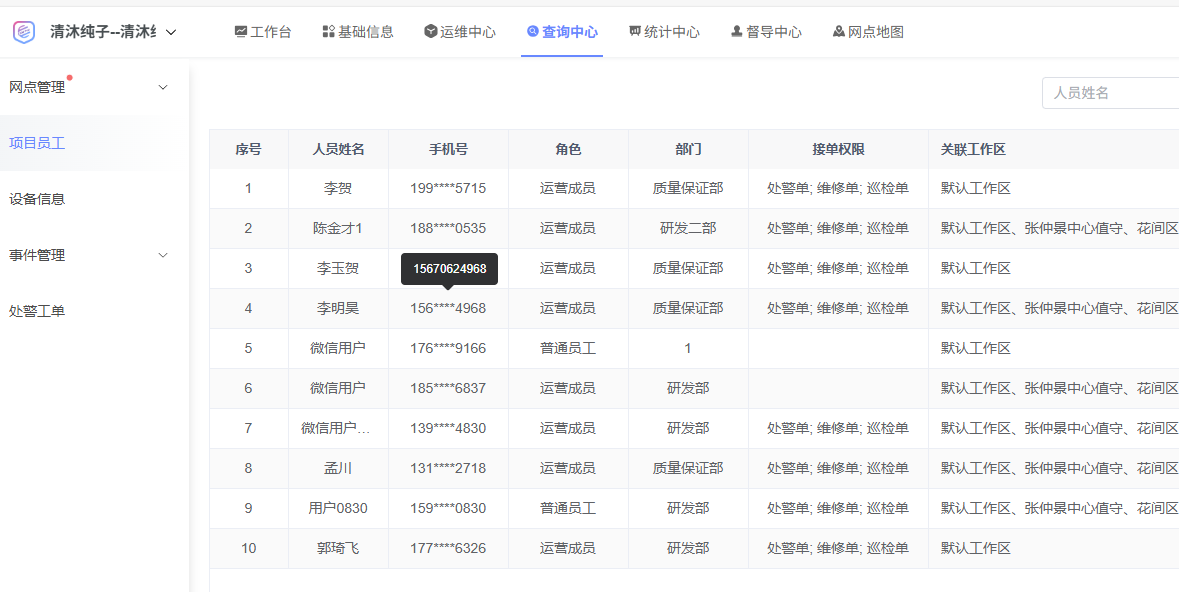 清沐纯子--清沐纟 工作台 基础信息 运维中心 查询中心 统计中心 督导中心 网点地图
网点管理
项目员工
设备信息
事件管理
处警工单
人员姓名
序号 人员姓名 手机号 角色 部门 接单权限 关联工作区
1 李贺 199****5715 运营成员 质量保证部 处警单; 维修单; 巡检单 默认工作区
2 陈金才1 188****0535 运营成员 研发二部 处警单; 维修单; 巡检单 默认工作区、张仲景中心值守、花间区
15670624968
3 李玉贺 运营成员 质量保证部 处警单; 维修单; 巡检单 默认工作区
4 李明昊 156****4968 运营成员 质量保证部 处警单; 维修单; 巡检单 默认工作区、张仲景中心值守、花间区
5 微信用户 176****9166 普通员工 1 默认工作区
6 微信用户 185****6837 运营成员 研发部 默认工作区、张仲景中心值守、花间区
7 微信用户... 139****4830 运营成员 研发部 处警单; 维修单; 巡检单 默认工作区、张仲景中心值守、花间区
8 孟川 131****2718 运营成员 质量保证部 处警单; 维修单; 巡检单 默认工作区、张仲景中心值守、花间区
9 用户0830 159****0830 普通员工 研发部 处警单; 维修单; 巡检单 默认工作区、张仲景中心值守、花间区
10 郭琦飞 177****6326 运营成员 研发部 处警单; 维修单; 巡检单 默认工作区